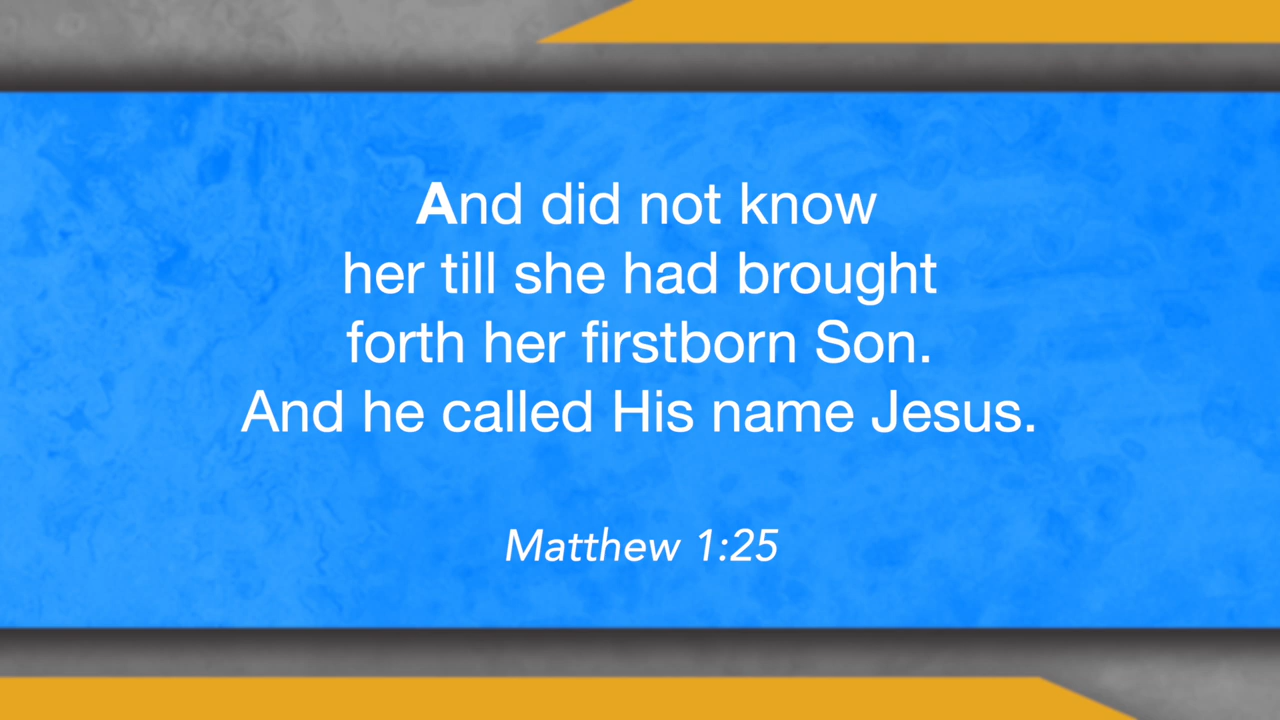 And did not know
her till she had brought
forth her firstborn Son.
And he called His name Jesus.
Matthew 1:25